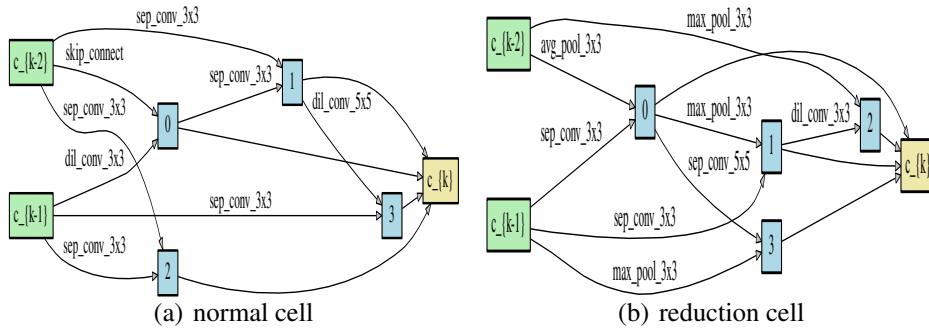 sep_conv_3x3
c_{k-2}
skip_connect
sep_conv_3x3
1
sep_conv_3x3
dil_conv_5x5
0
dil_conv_3x3
c_{k}
c_{k-1}
sep_conv_3x3
3
sep_conv_3x3
2
(a) normal cell
max_pool_3x3
c_{k-2}
avg_pool_3x3
0
max_pool_3x3
dil_conv_3x3
2
sep_conv_3x3
1
sep_conv_5x5
c_{k}
c_{k-1}
sep_conv_3x3
3
max_pool_3x3
(b) reduction cell